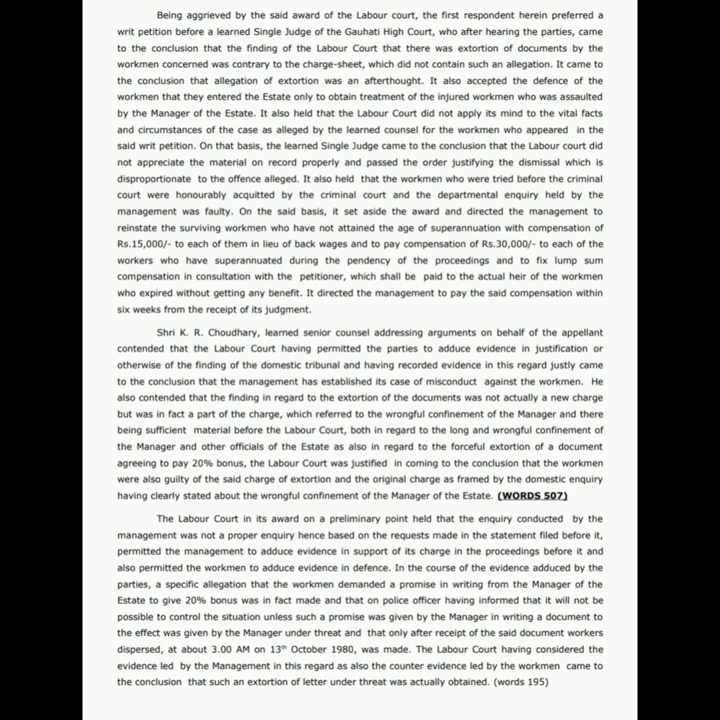 Being aggrieved by the said award of the Labour court, the first respondent herein preferred a
writ petition before a learned Single Judge of the Gauhati High Court, who after hearing the parties, came
to the conclusion that the finding of the Labour Court that there was extortion of documents by the
workmen concerned was contrary to the charge-sheet, which did not contain such an allegation. It came to
the conclusion that allegation of extortion was an afterthought. It also accepted the defence of the
workmen that they entered the Estate only to obtain treatment of the injured workmen who was assaulted
by the Manager of the Estate. It also held that the Labour Court did not apply its mind to the vital facts
and circumstances of the case as alleged by the learned counsel for the workmen who appeared in the
said writ petition. On that basis, the learned Single Judge came to the conclusion that the Labour court did
not appreciate the material on record properly and passed the order justifying the dismissal which is
disproportionate to the offence alleged. It also held that the workmen who were tried before the criminal
court were honourably acquitted by the criminal court and the departmental enquiry held by the
management was faulty. On the said basis, it set aside the award and directed the management to
reinstate the surviving workmen who have not attained the age of superannuation with compensation of
Rs.15,000/- to each of them in lieu of back wages and to pay compensation of Rs.30,000/- to each of the
workers who have superannuated during the pendency of the proceedings and to fix lump sum
compensation in consultation with the petitioner, which shall be paid to the actual heir of the workmen
who expired without getting any benefit. It directed the management to pay the said compensation within
six weeks from the receipt of its judgment.
Shri K. R. Choudhary, learned senior counsel addressing arguments on behalf of the appellant
contended that the Labour Court having permitted the parties to adduce evidence in justification or
otherwise of the finding of the domestic tribunal and having recorded evidence in this regard justly came
to the conclusion that the management has established its case of misconduct against the workmen. He
also contended that the finding in regard to the extortion of the documents was not actually a new charge
but was in fact a part of the charge, which referred to the wrongful confinement of the Manager and there
being sufficient material before the Labour Court, both in regard to the long and wrongful confinement of
the Manager and other officials of the Estate as also in regard to the forceful extortion of a document
agreeing to pay 20% bonus, the Labour Court was justified in coming to the conclusion that the workmen
were also guilty of the said charge of extortion and the original charge as framed by the domestic enquiry
having clearly stated about the wrongful confinement of the Manager of the Estate. (WORDS 507)
The Labour Court in its award on a preliminary point held that the enquiry conducted by the
management was not a proper enquiry hence based on the requests made in the statement filed before it,
permitted the management to adduce evidence in support of its charge in the proceedings before it and
also permitted the workmen to adduce evidence in defence. In the course of the evidence adduced by the
parties, a specific allegation that the workmen demanded a promise in writing from the Manager of the
Estate to give 20% bonus was in fact made and that on police officer having informed that it will not be
possible to control the situation unless such a promise was given by the Manager in writing a document to
the effect was given by the Manager under threat and that only after receipt of the said document workers
dispersed, at about 3.00 AM on 13th October 1980, was made. The Labour Court having considered the
evidence led by the Management in this regard as also the counter evidence led by the workmen came to
the conclusion that such an extortion of letter under threat was actually obtained. (words 195)